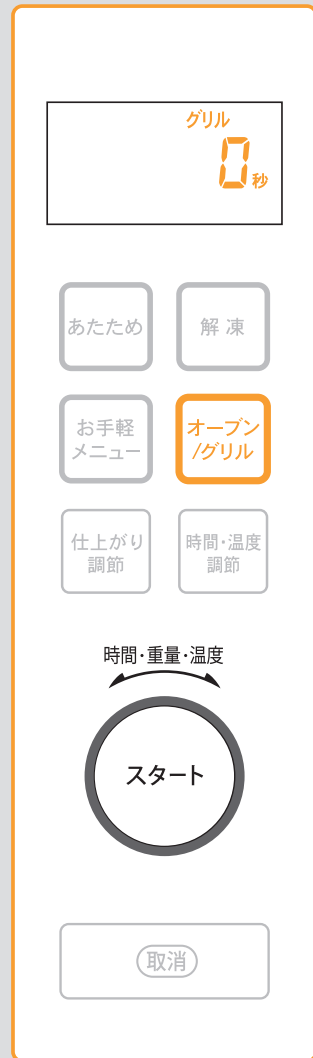 グリル
0秒
あたため
解凍
お手軽
メニュー
オーブン
/グリル
仕上がり
調節
時間・温度
調節
時間・重量・温度
スタート
取消